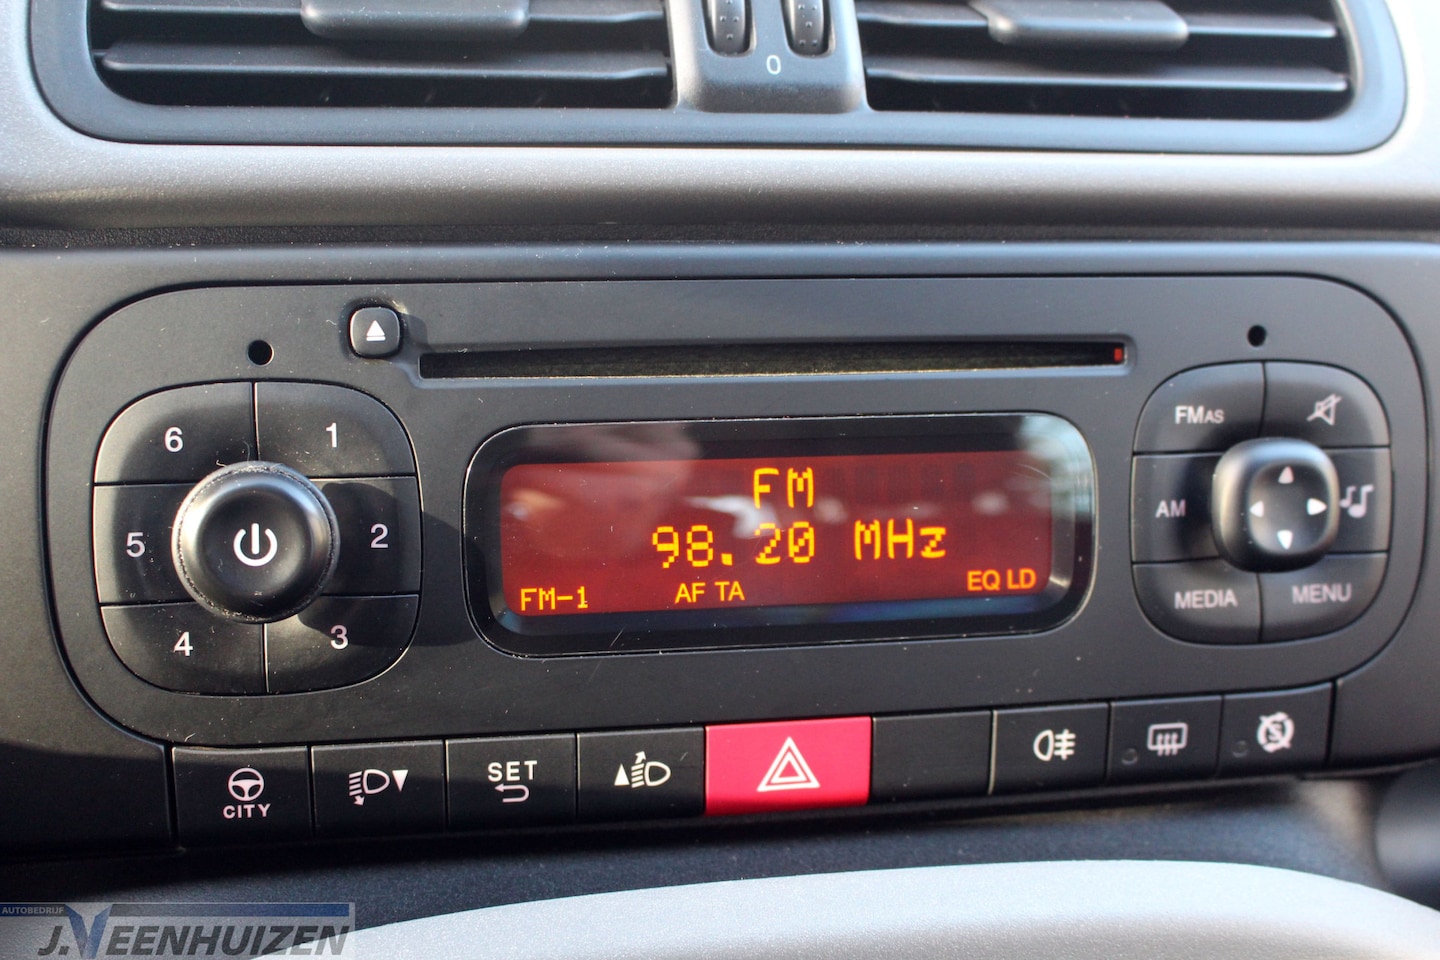 0
6 1
5 2
4 3
FM
98.20 MHz
FM-1 AF TA EQ LD
FMAS
AM
MEDIA MENU
CITY
SET
S
AUTOBEDRIJF
J.VEENHUIZEN